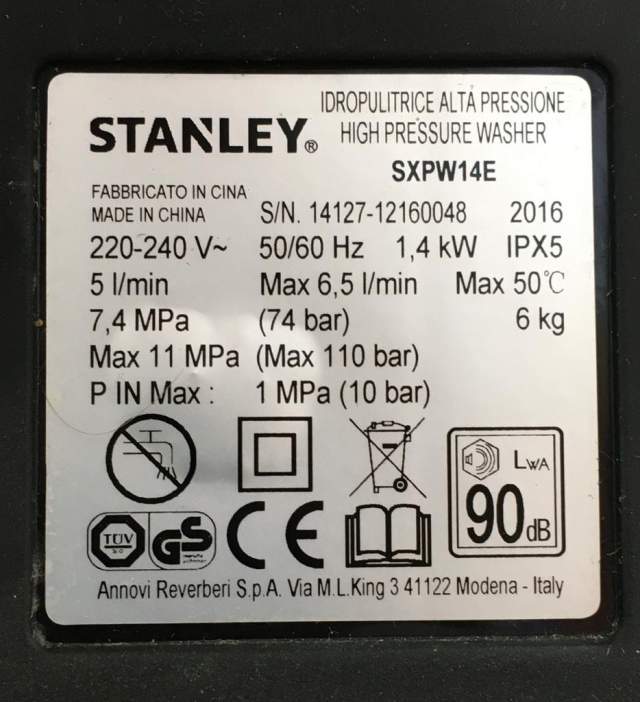 IDROPULITRICE ALTA PRESSIONE
STANLEY® HIGH PRESSURE WASHER
SXPW14E
FABBRICATO IN CINA
MADE IN CHINA S/N. 14127-12160048 2016
220-240 V~ 50/60 Hz 1,4 kW IPX5
5 l/min Max 6,5 l/min Max 50°C
7,4 MPa (74 bar) 6 kg
Max 11 MPa (Max 110 bar)
P IN Max : 1 MPa (10 bar)
LWA
90 dB
TÜV GS CE
Annovi Reverberi S.p.A. Via M.L.King 3 41122 Modena - Italy